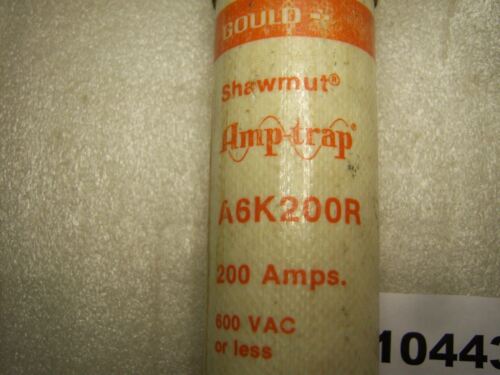 GOULD
Shawmut®
Amp-trap®
A6K200R
200 Amps.
600 VAC
or less
10443